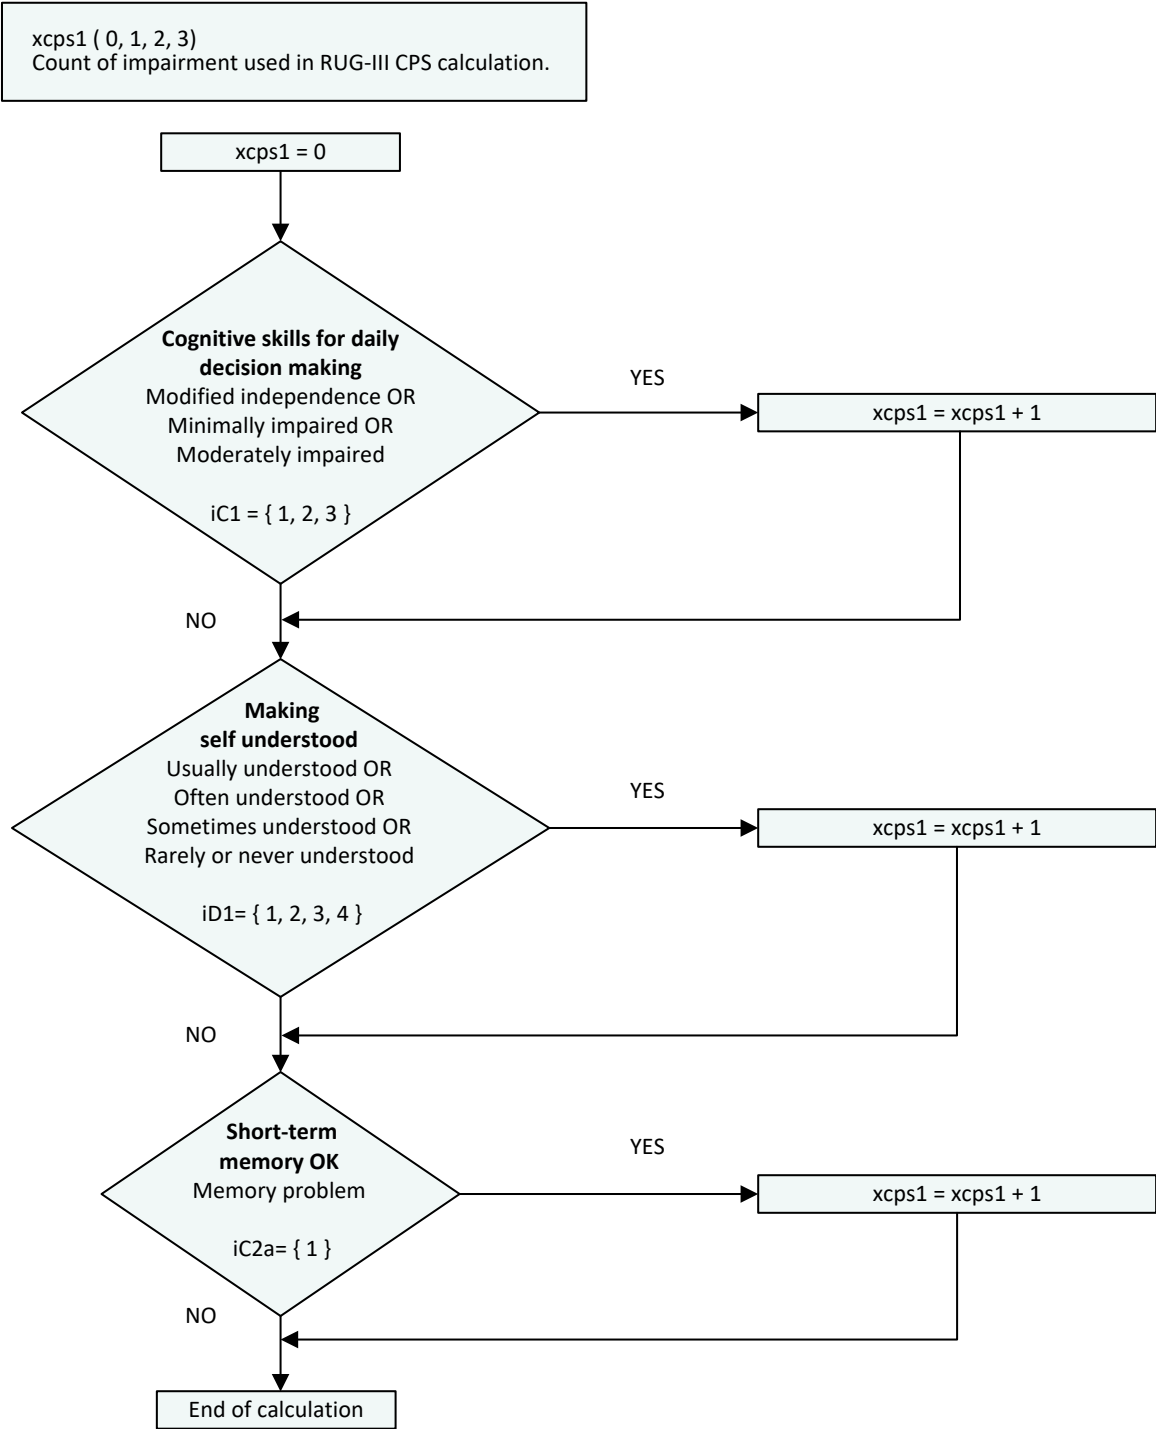 xcps1 ( 0, 1, 2, 3)
Count of impairment used in RUG-III CPS calculation.
xcps1 = 0
Cognitive skills for daily
decision making
Modified independence OR
Minimally impaired OR
Moderately impaired
iC1 = { 1, 2, 3 }
YES
xcps1 = xcps1 + 1
NO
Making
self understood
Usually understood OR
Often understood OR
Sometimes understood OR
Rarely or never understood
iD1= { 1, 2, 3, 4 }
YES
xcps1 = xcps1 + 1
NO
Short-term
memory OK
Memory problem
iC2a= { 1 }
YES
xcps1 = xcps1 + 1
NO
End of calculation